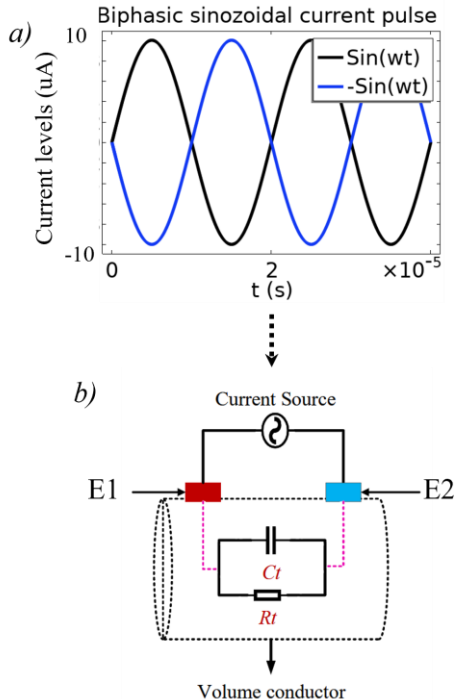 Biphasic sinozoidal current pulse
a)
10
Sin(wt)
-Sin(wt)
Current levels (uA)
-10
0
2
×10⁻⁵
t (s)
b)
Current Source
E1
E2
Ct
Rt
Volume conductor